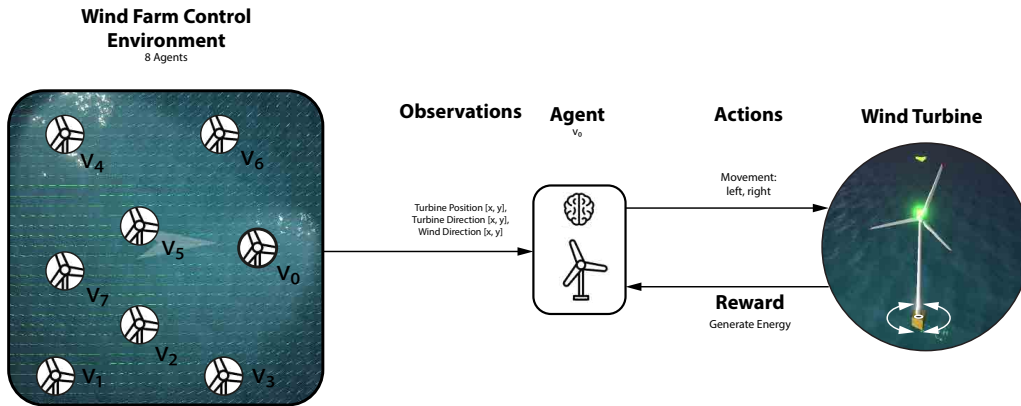 Wind Farm Control
Environment
8 Agents
V4
V6
V5
V0
V7
V2
V1
V3
Observations
Turbine Position [x, y],
Turbine Direction [x, y],
Wind Direction [x, y]
Agent
v₀
Actions
Movement:
left, right
Reward
Generate Energy
Wind Turbine